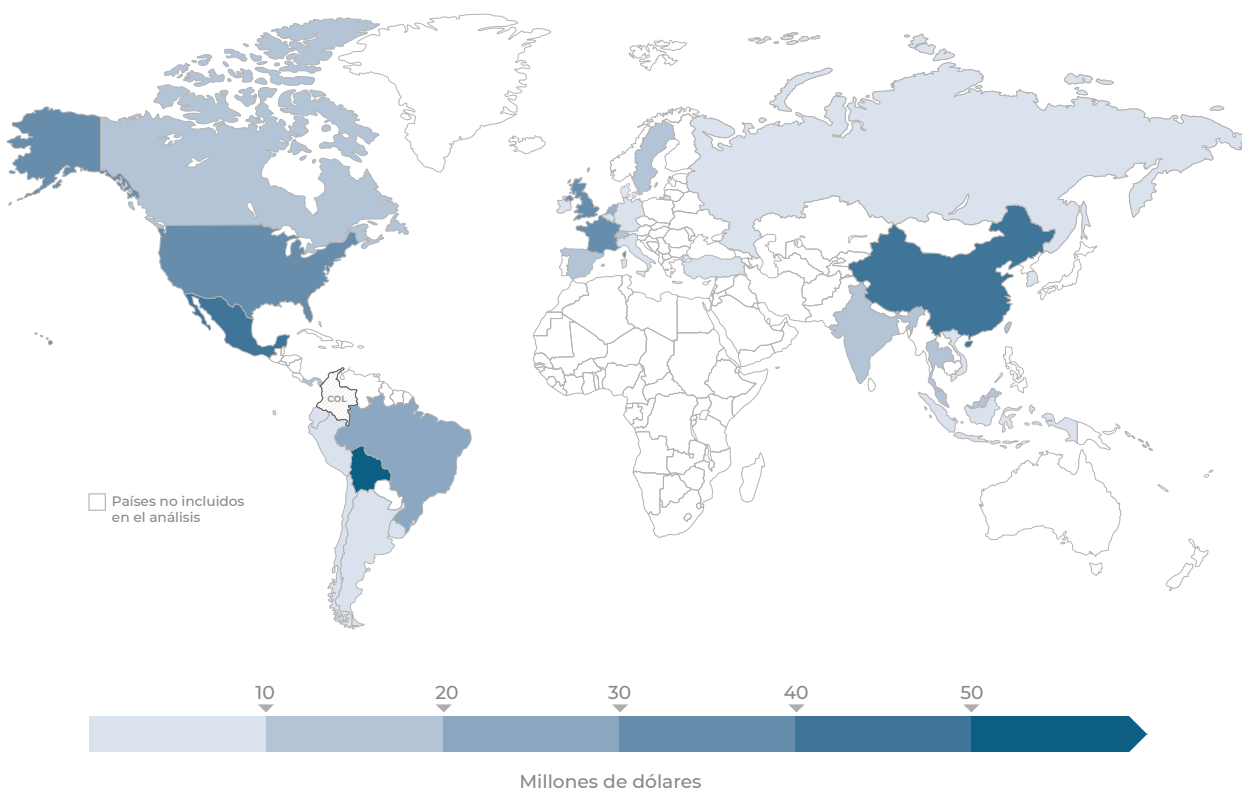 COL
Países no incluidos
en el análisis
10 20 30 40 50
Millones de dólares